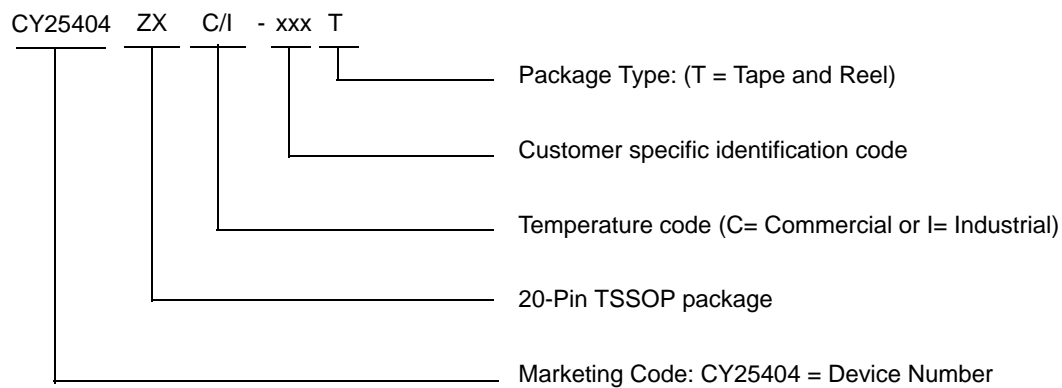 CY25404 ZX C/I - xxx T
Package Type: (T = Tape and Reel)
Customer specific identification code
Temperature code (C= Commercial or I= Industrial)
20-Pin TSSOP package
Marketing Code: CY25404 = Device Number